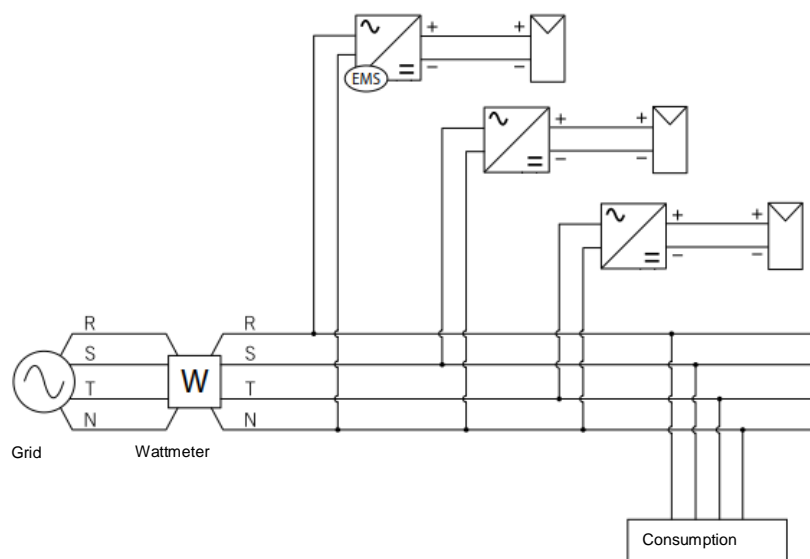 + +
EMS
− −
+ +
− −
+ +
− −
R R
S S
T W T
N N
Grid Wattmeter
Consumption